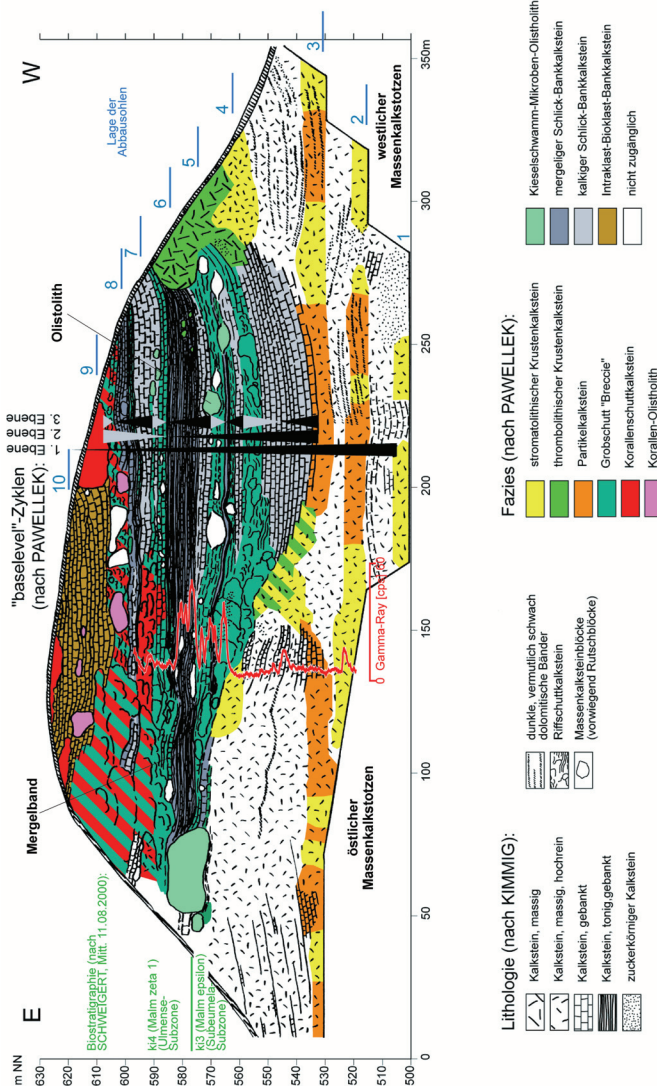 E
W
m NN
630
620
610
600
590
580
570
560
550
540
530
520
510
500
0
50
100
150
200
250
300
350m
Biostratigraphie (nach
SCHWEIGERT, Mitt. 11.08.2000):
ki4 (Malm zeta 1)
(Ulmense-
Subzone)
ki3 (Malm epsilon)
(Subeumela
Subzone)
Mergelband
"baselevel"-Zyklen
(nach PAWELLEK):
1. Ebene
2. Ebene
3. Ebene
Olistolith
Lage der
Abbausohlen
10
9
8
7
6
5
4
3
2
1
0 Gamma-Ray [cps]
östlicher
Massenkalkstotzen
westlicher
Massenkalkstotzen
Lithologie (nach KIMMIG):
Kalkstein, massig
Kalkstein, massig, hochrein
Kalkstein, gebankt
Kalkstein, tonig,gebankt
zuckerkörniger Kalkstein
dunkle, vermutlich schwach
dolomitische Bänder
Riffschuttkalkstein
Massenkalksteinblöcke
(vorwiegend Rutschblöcke)
Fazies (nach PAWELLEK):
stromatolithischer Krustenkalkstein
thrombolithischer Krustenkalkstein
Partikelkalkstein
Grobschutt "Breccie"
Korallenschuttkalkstein
Korallen-Olistolith
Kieselschwamm-Mikroben-Olistholith
mergeliger Schlick-Bankkalkstein
kalkiger Schlick-Bankkalkstein
Intraklast-Bioklast-Bankkalkstein
nicht zugänglich